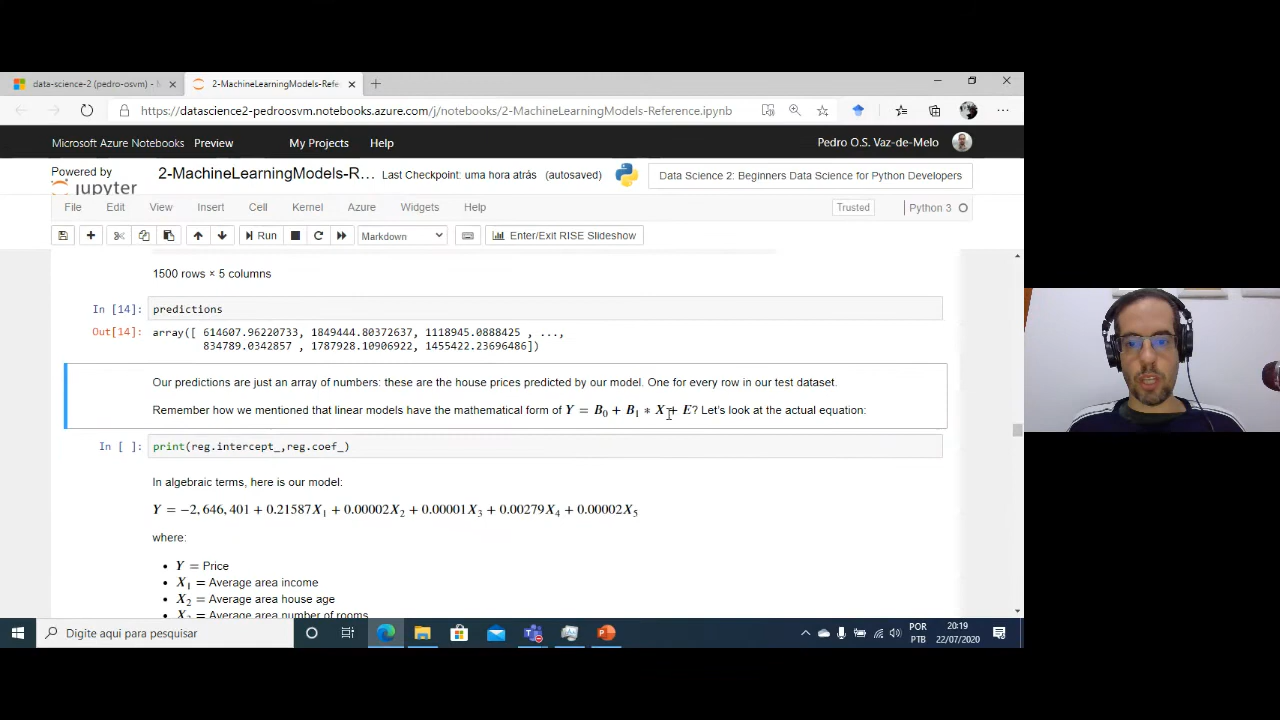 data-science-2 (pedro-osvm) -
2-MachineLearningModels-Refe
https://datascience2-pedroosvm.notebooks.azure.com/j/notebooks/2-MachineLearningModels-Reference.ipynb
Microsoft Azure Notebooks Preview My Projects Help Pedro O.S. Vaz-de-Melo
Powered by
jupyter 2-MachineLearningModels-R... Last Checkpoint: uma hora atrás (autosaved) Data Science 2: Beginners Data Science for Python Developers
File Edit View Insert Cell Kernel Azure Widgets Help Trusted Python 3
Run Markdown Enter/Exit RISE Slideshow
1500 rows × 5 columns
In [14]: predictions
Out[14]: array([ 614607.96220733, 1849444.80372637, 1118945.0888425 , ...,
834789.0342857 , 1787928.10906922, 1455422.23696486])
Our predictions are just an array of numbers: these are the house prices predicted by our model. One for every row in our test dataset.
Remember how we mentioned that linear models have the mathematical form of Y = B₀ + B₁ * X + E? Let's look at the actual equation:
In [ ]: print(reg.intercept_,reg.coef_)
In algebraic terms, here is our model:
Y = −2,646,401 + 0.21587X₁ + 0.00002X₂ + 0.00001X₃ + 0.00279X₄ + 0.00002X₅
where:
• Y = Price
• X₁ = Average area income
• X₂ = Average area house age
• X₃ = Average area number of rooms
Digite aqui para pesquisar
POR 20:19
PTB 22/07/2020